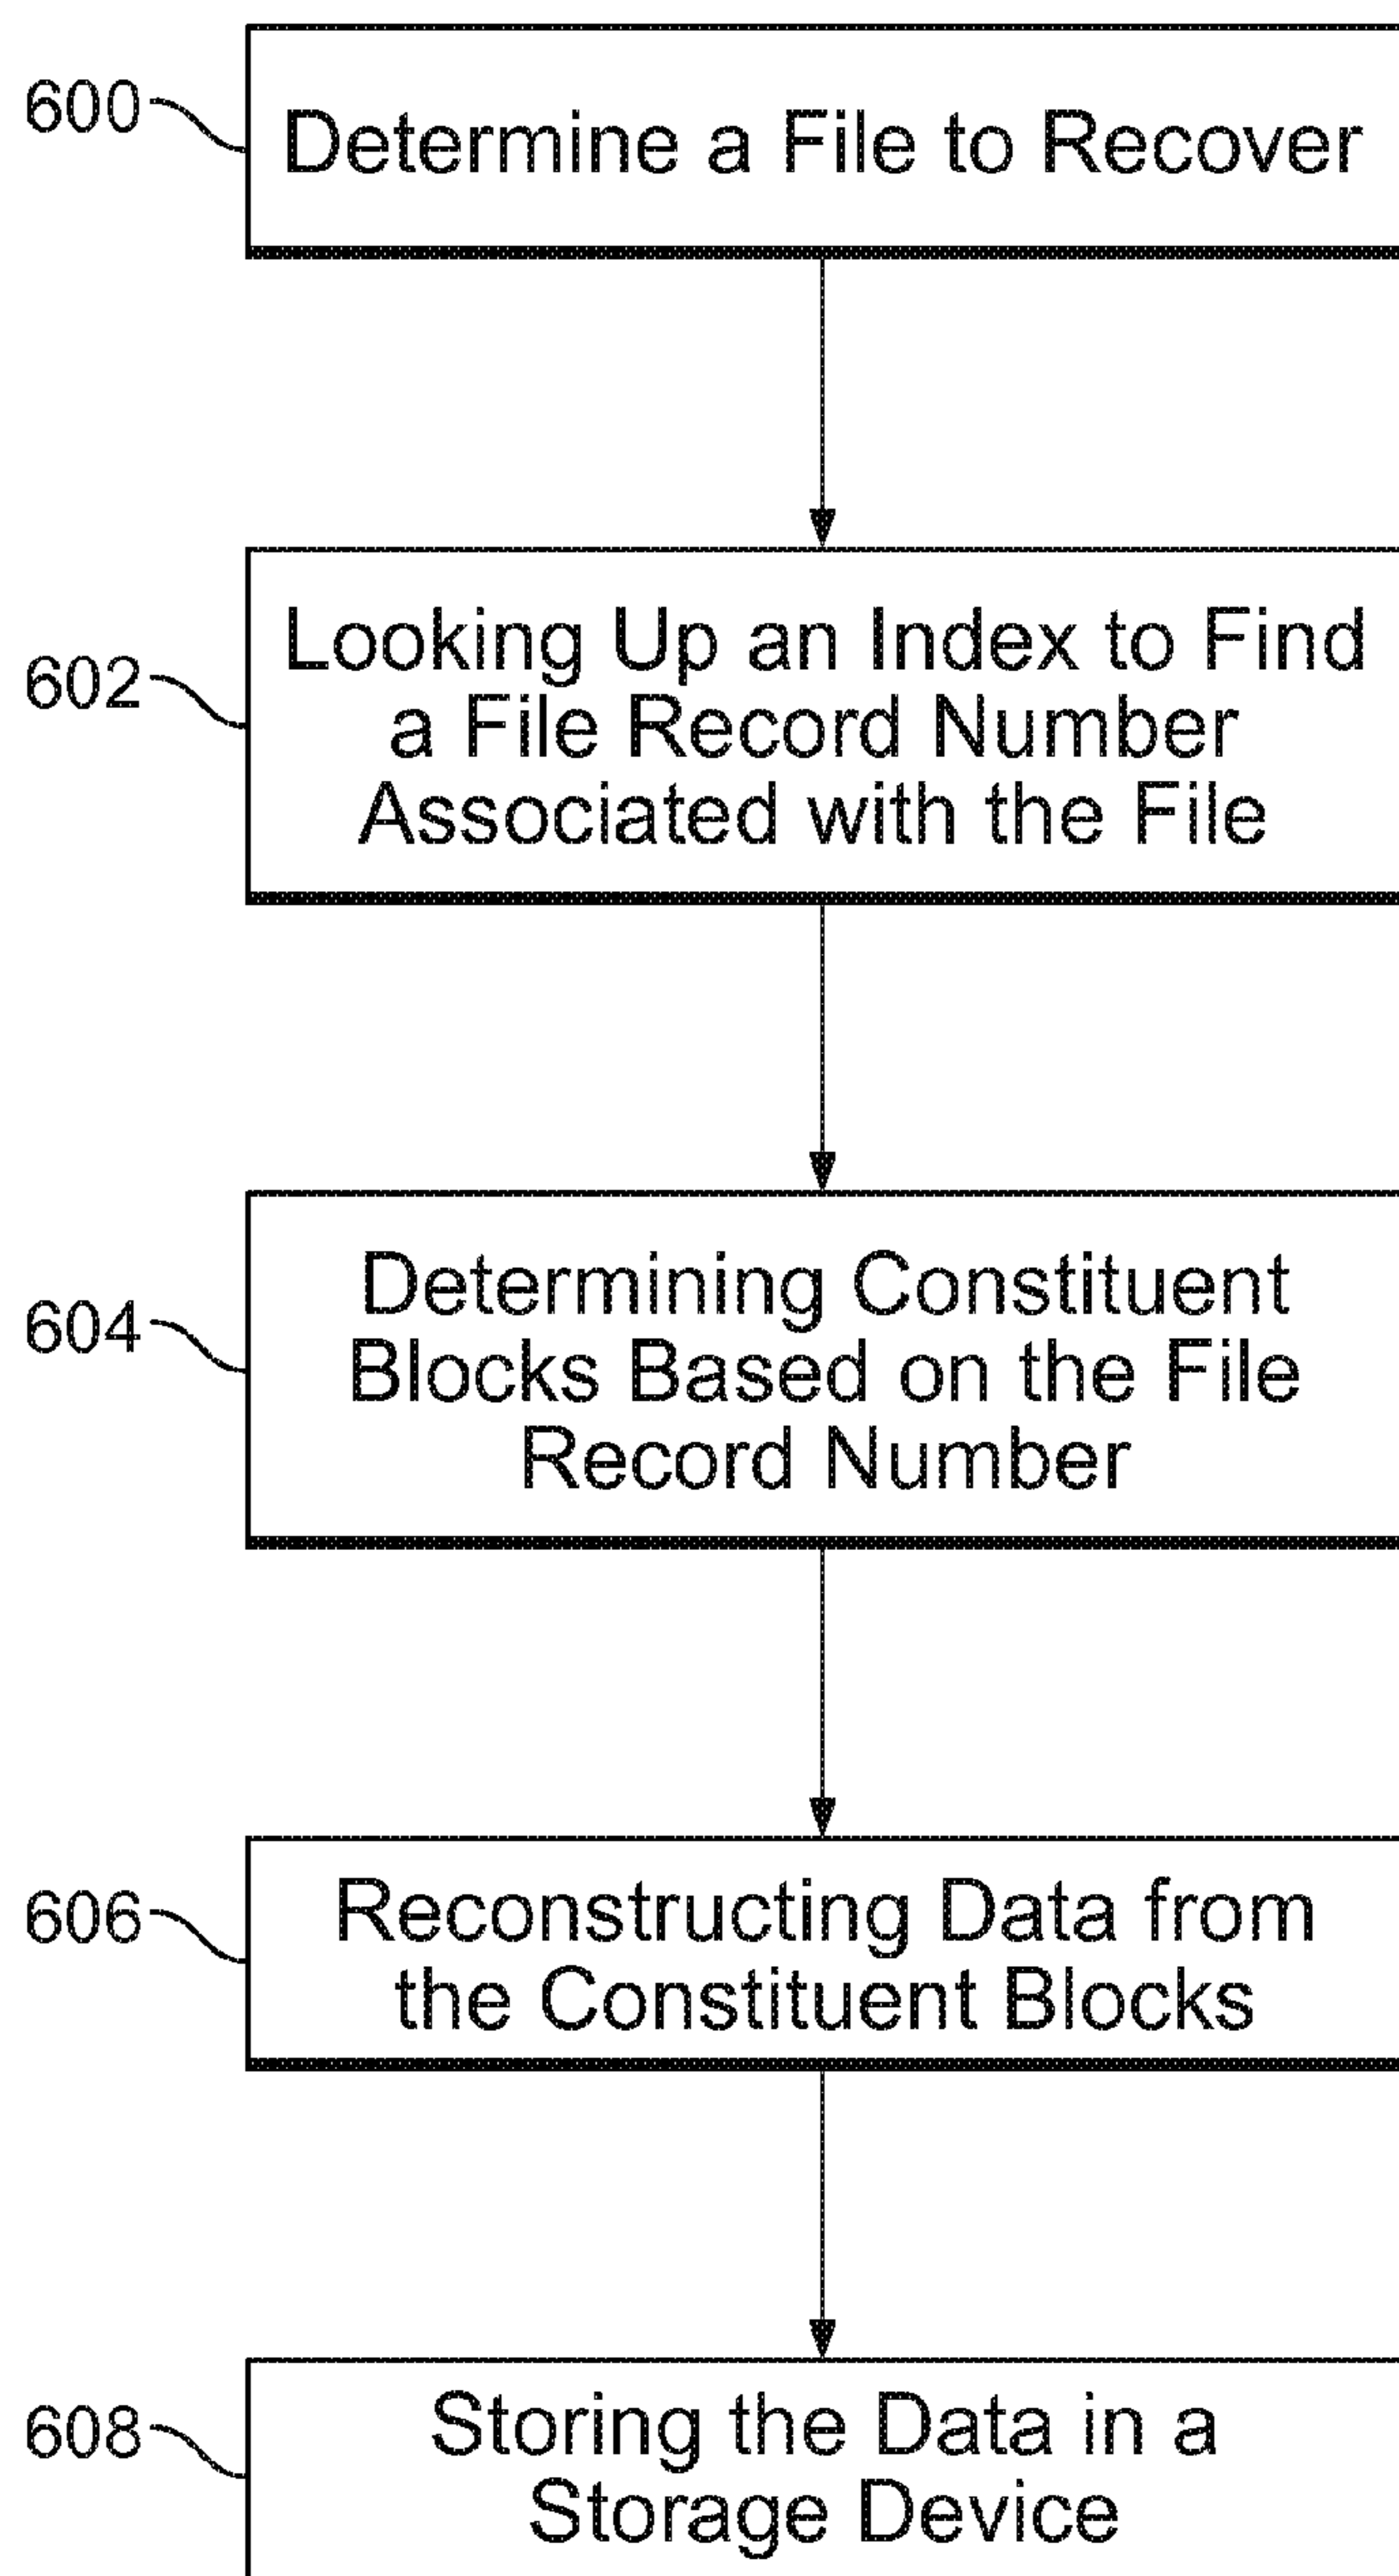 600
Determine a File to Recover
602
Looking Up an Index to Find
a File Record Number
Associated with the File
604
Determining Constituent
Blocks Based on the File
Record Number
606
Reconstructing Data from
the Constituent Blocks
608
Storing the Data in a
Storage Device